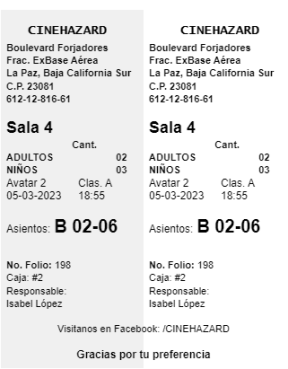 CINEHAZARD
Boulevard Forjadores
Frac. ExBase Aérea
La Paz, Baja California Sur
C.P. 23081
612-12-816-61
Sala 4
Cant.
ADULTOS 02
NIÑOS 03
Avatar 2 Clas. A
05-03-2023 18:55
Asientos: B 02-06
No. Folio: 198
Caja: #2
Responsable:
Isabel López
CINEHAZARD
Boulevard Forjadores
Frac. ExBase Aérea
La Paz, Baja California Sur
C.P. 23081
612-12-816-61
Sala 4
Cant.
ADULTOS 02
NIÑOS 03
Avatar 2 Clas. A
05-03-2023 18:55
Asientos: B 02-06
No. Folio: 198
Caja: #2
Responsable:
Isabel López
Visitanos en Facebook: /CINEHAZARD
Gracias por tu preferencia